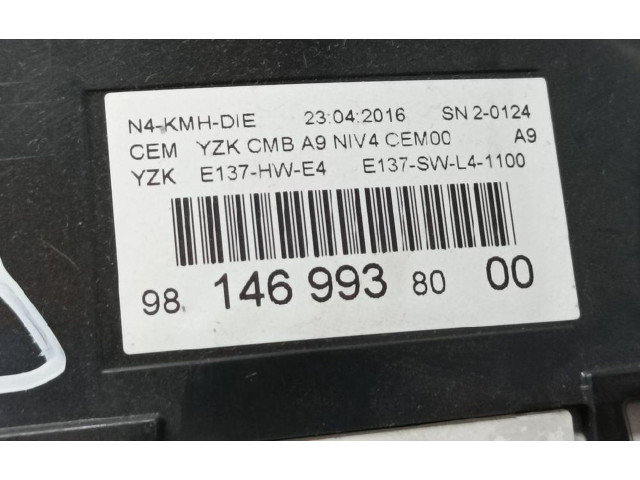 N4-KMH-DIE 23:04:2016 SN 2-0124
CEM YZK CMB A9 NIV4 CEM00 A9
YZK E137-HW-E4 E137-SW-L4-1100
98. 146 993 80 00